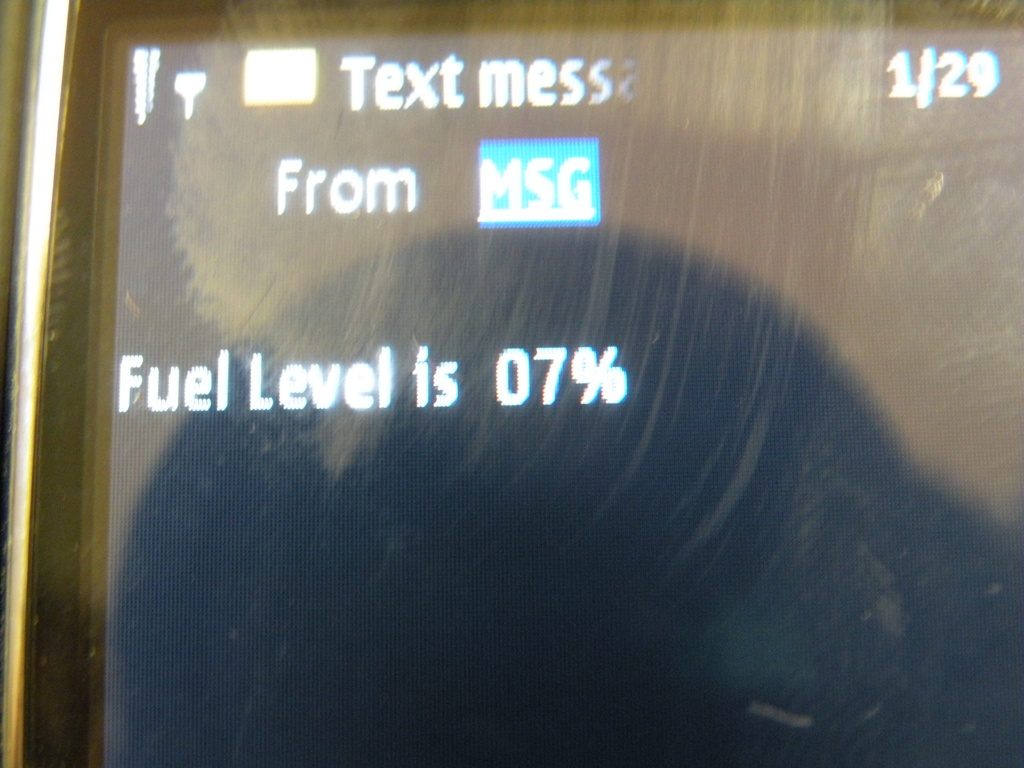 Text mess
1/29
From MSG
Fuel Level is 07%